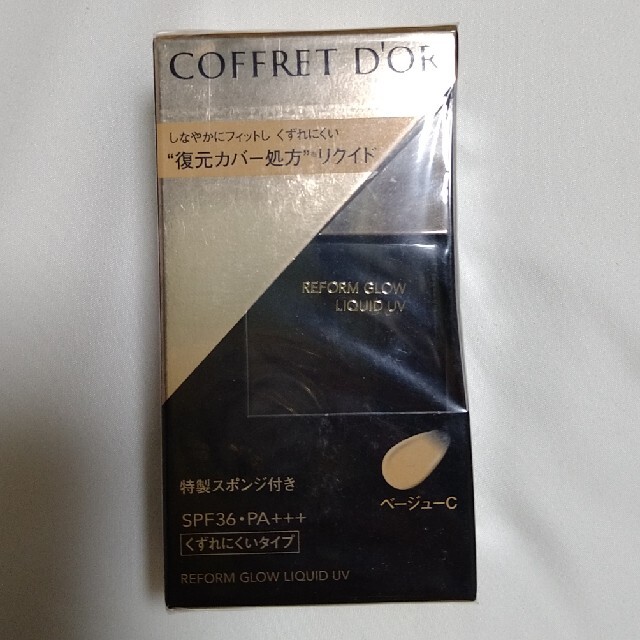 COFFRET D'OR
しなやかにフィットし くずれにくい
“復元カバー処方” リクイド
REFORM GLOW
LIQUID UV
特製スポンジ付き
ベージューC
SPF36・PA+++
くずれにくいタイプ
REFORM GLOW LIQUID UV